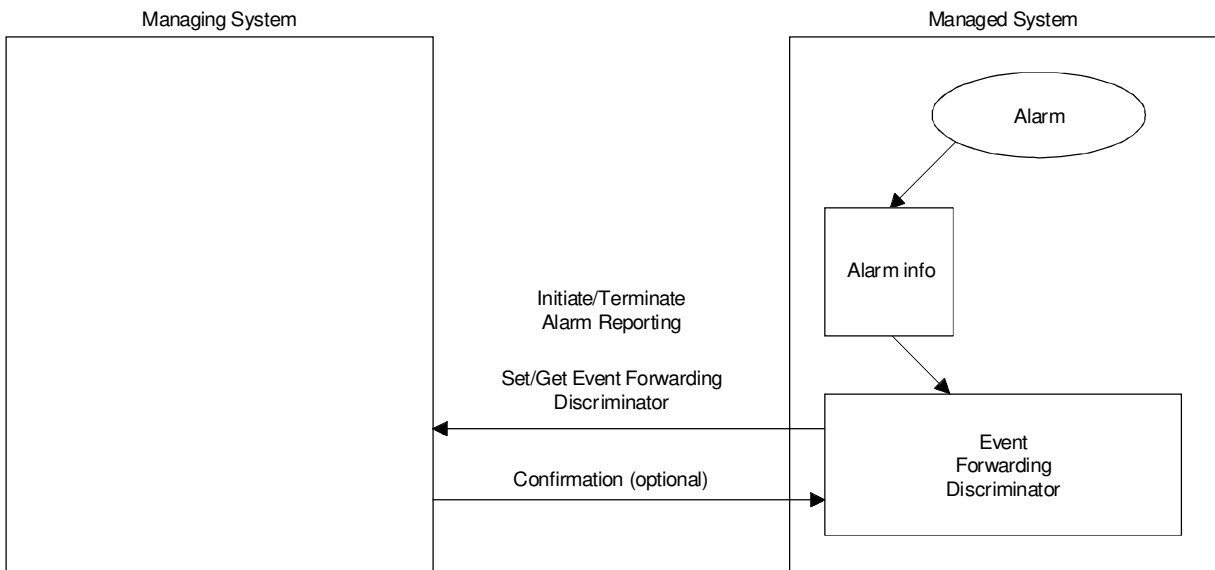 Managing System
Managed System
Alarm
Alarm info
Initiate/Terminate
Alarm Reporting
Set/Get Event Forwarding
Discriminator
Confirmation (optional)
Event
Forwarding
Discriminator